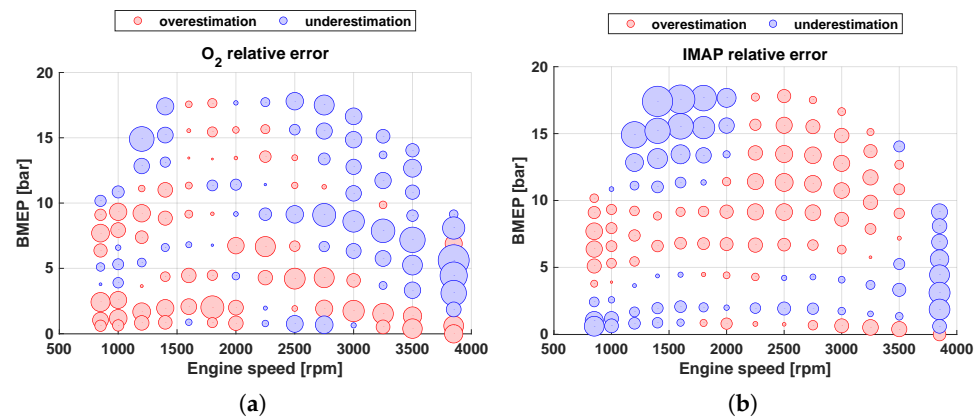 overestimation underestimation
O2 relative error
BMEP [bar]
20
15
10
5
0
500 1000 1500 2000 2500 3000 3500 4000
Engine speed [rpm]
(a)
overestimation underestimation
IMAP relative error
BMEP [bar]
20
15
10
5
0
500 1000 1500 2000 2500 3000 3500 4000
Engine speed [rpm]
(b)